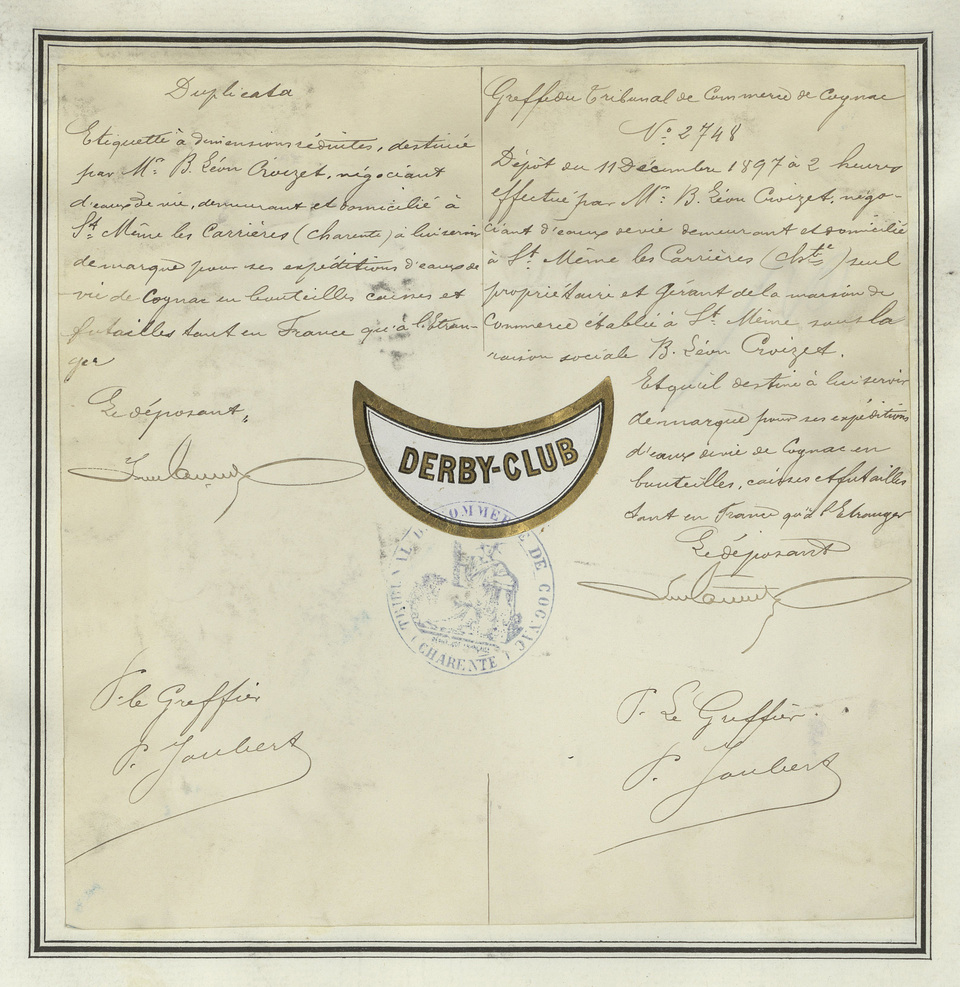 Duplicata
Etiquette à dimensions réduites, destinée
par Mr. B. Léon Croizet, négociant
d'eaux de vie, demeurant et domicilié à
St. Même les Carrières (Charente) à lui servir
de marque pour ses expéditions d'eaux de
vie de Cognac en bouteilles caisses et
futailles tant en France qu'à l'Etran-
ger
Le déposant,
P. le Greffier
P. Joubert
Greffe du Tribunal de Commerce de Cognac
No. 2748
Dépôt du 11 Décembre 1897 à 2 heures
effectué par Mr. B. Léon Croizet, négo-
ciant d'eaux de vie demeurant et domicilié
à St. Même les Carrières (Chte) seul
propriétaire et Gérant de la maison de
Commerce établie à St. Même sous la
raison sociale B. Léon Croizet.
Et qu'il destine à lui servir
de marque pour ses expéditions
d'eaux de vie de Cognac en
bouteilles, caisses et futailles
tant en France qu'à l'Etranger
Le déposant
P. Le Greffier.
P. Joubert
DERBY-CLUB
TRIBUNAL DE COMMERCE DE COGNAC
(CHARENTE)